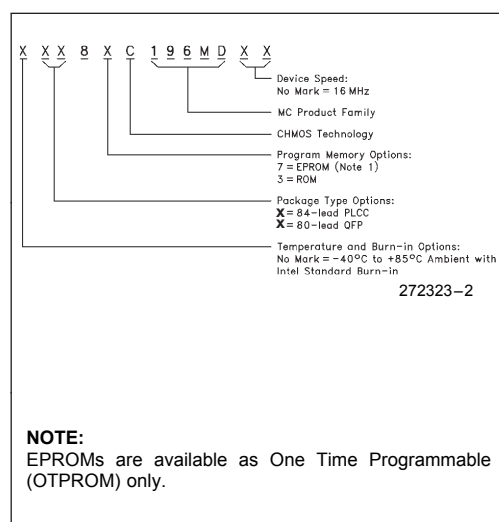 X X X 8 X C 1 9 6 M D X X
Device Speed:
No Mark = 16 MHz
MC Product Family
CHMOS Technology
Program Memory Options:
7 = EPROM (Note 1)
3 = ROM
Package Type Options:
X = 84-lead PLCC
X = 80-lead QFP
Temperature and Burn-in Options:
No Mark = −40°C to +85°C Ambient with
Intel Standard Burn-in
272323–2
NOTE:
EPROMs are available as One Time Programmable
(OTPROM) only.